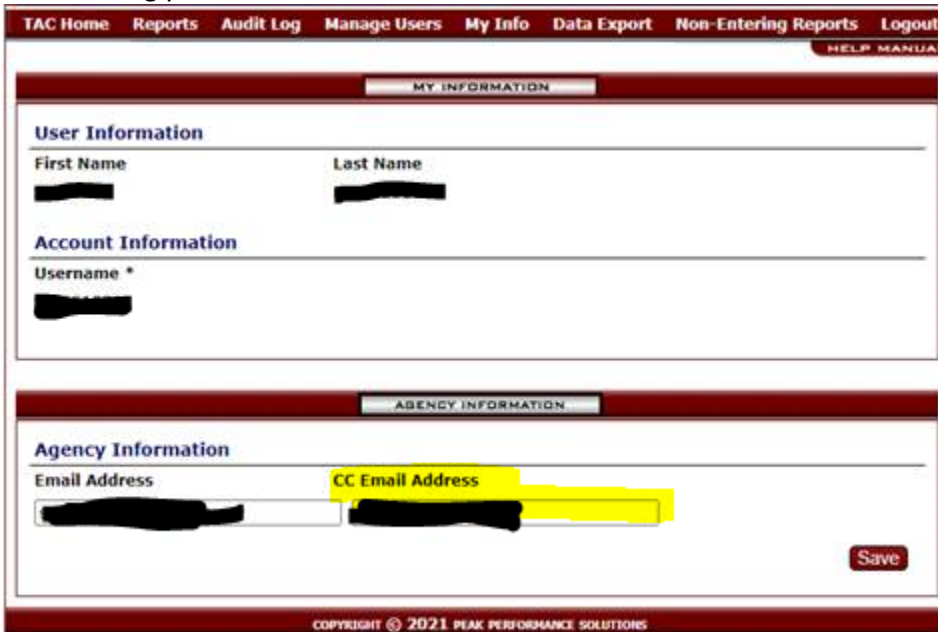 TAC Home Reports Audit Log Manage Users My Info Data Export Non-Entering Reports Logout
HELP MANUA
MY INFORMATION
User Information
First Name Last Name
Account Information
Username *
AGENCY INFORMATION
Agency Information
Email Address CC Email Address
Save
COPYRIGHT © 2021 PEAK PERFORMANCE SOLUTIONS